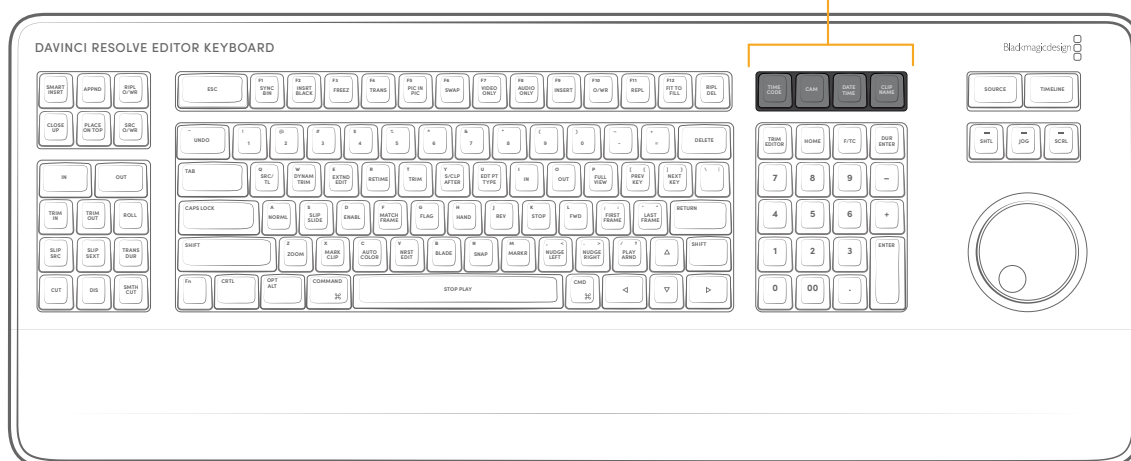 DAVINCI RESOLVE EDITOR KEYBOARD
Blackmagicdesign
SMART INSRT
APPND
RIPL O/WR
ESC
F1 SYNC BIN
F2 INSRT BLACK
F3 FREEZ
F4 TRANS
F5 PIC IN PIC
F6 SWAP
F7 VIDEO ONLY
F8 AUDIO ONLY
F9 INSERT
F10 O/WR
F11 REPL
F12 FIT TO FILL
RIPL DEL
TIME CODE
CAM
DATE TIME
CLIP NAME
SOURCE
TIMELINE
CLOSE UP
PLACE ON TOP
SRC O/WR
~ UNDO
! 1
@ 2
# 3
$ 4
% 5
^ 6
& 7
* 8
( 9
) 0
– -
+ =
DELETE
TRIM EDITOR
HOME
F/TC
DUR ENTER
SHTL
JOG
SCRL
IN
OUT
TAB
Q SRC/ TL
W DYNAM TRIM
E EXTND EDIT
R RETIME
T TRIM
Y S/CLP AFTER
U EDT PT TYPE
I IN
O OUT
P FULL VIEW
[ { PREV KEY
] } NEXT KEY
\ |
7
8
9
–
TRIM IN
TRIM OUT
ROLL
CAPS LOCK
A NORML
S SLIP SLIDE
D ENABL
F MATCH FRAME
G FLAG
H HAND
J REV
K STOP
L FWD
; : FIRST FRAME
' " LAST FRAME
RETURN
4
5
6
+
SLIP SRC
SLIP SEXT
TRANS DUR
SHIFT
Z ZOOM
X MARK CLIP
C AUTO COLOR
V NRST EDIT
B BLADE
N SNAP
M MARKR
, < NUDGE LEFT
. > NUDGE RIGHT
/ ? PLAY ARND
SHIFT
1
2
3
ENTER
CUT
DIS
SMTH CUT
Fn
CRTL
OPT ALT
COMMAND ⌘
STOP PLAY
CMD ⌘
0
00
.